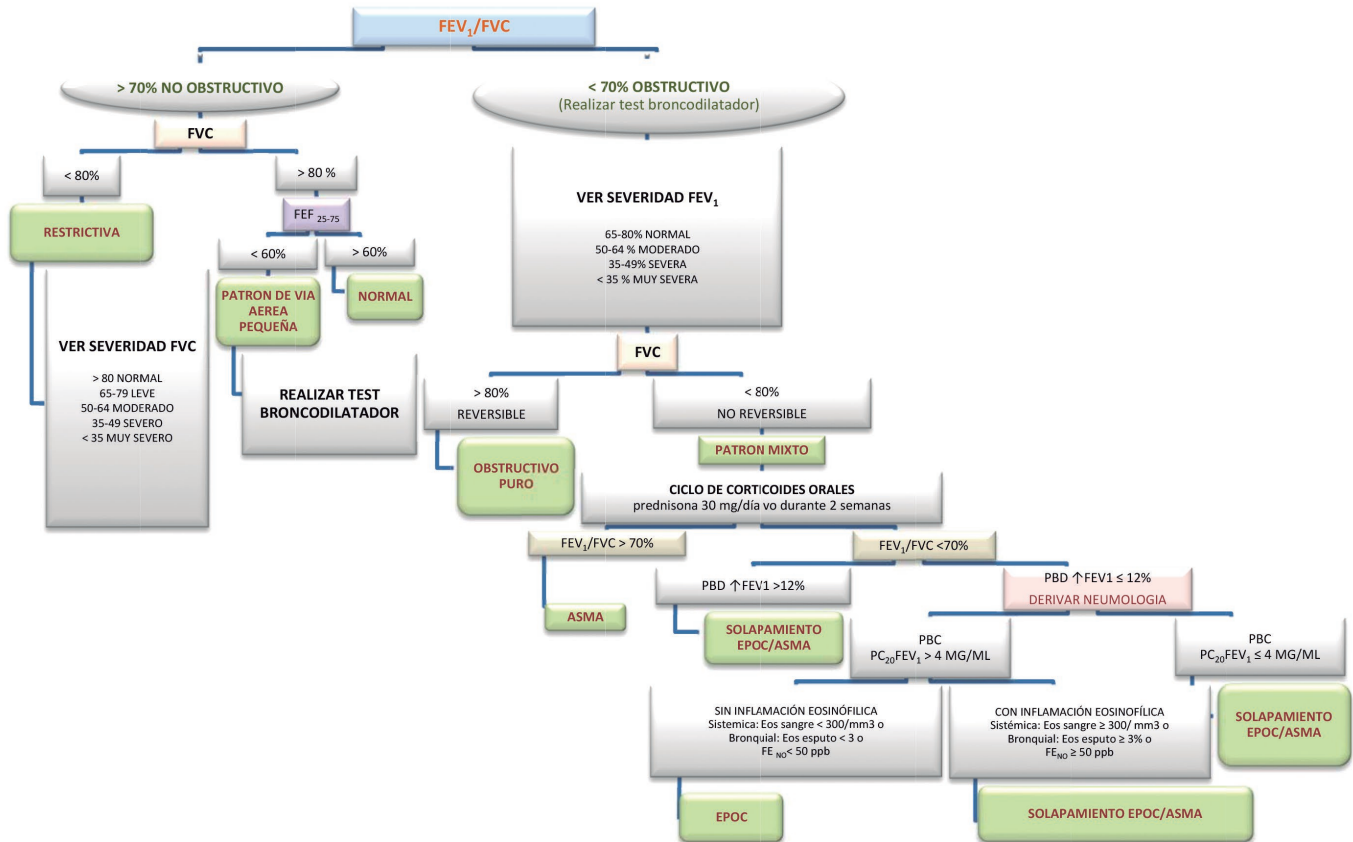 FEV1/FVC
> 70% NO OBSTRUCTIVO
< 70% OBSTRUCTIVO
(Realizar test broncodilatador)
FVC
< 80%
> 80 %
RESTRICTIVA
FEF 25-75
< 60%
> 60%
PATRON DE VIA
AEREA
PEQUEÑA
NORMAL
VER SEVERIDAD FVC
> 80 NORMAL
65-79 LEVE
50-64 MODERADO
35-49 SEVERO
< 35 MUY SEVERO
REALIZAR TEST
BRONCODILATADOR
VER SEVERIDAD FEV1
65-80% NORMAL
50-64 % MODERADO
35-49% SEVERA
< 35 % MUY SEVERA
FVC
> 80%
REVERSIBLE
< 80%
NO REVERSIBLE
OBSTRUCTIVO
PURO
PATRON MIXTO
CICLO DE CORTICOIDES ORALES
prednisona 30 mg/día vo durante 2 semanas
FEV1/FVC > 70%
FEV1/FVC <70%
ASMA
PBD ↑FEV1 >12%
PBD ↑FEV1 ≤ 12%
DERIVAR NEUMOLOGIA
SOLAPAMIENTO
EPOC/ASMA
PBC
PC20FEV1 > 4 MG/ML
PBC
PC20FEV1 ≤ 4 MG/ML
SIN INFLAMACIÓN EOSINÓFILICA
Sistemica: Eos sangre < 300/mm3 o
Bronquial: Eos esputo < 3 o
FE NO< 50 ppb
CON INFLAMACIÓN EOSINOFÍLICA
Sistémica: Eos sangre ≥ 300/ mm3 o
Bronquial: Eos esputo ≥ 3% o
FENO ≥ 50 ppb
SOLAPAMIENTO
EPOC/ASMA
EPOC
SOLAPAMIENTO EPOC/ASMA